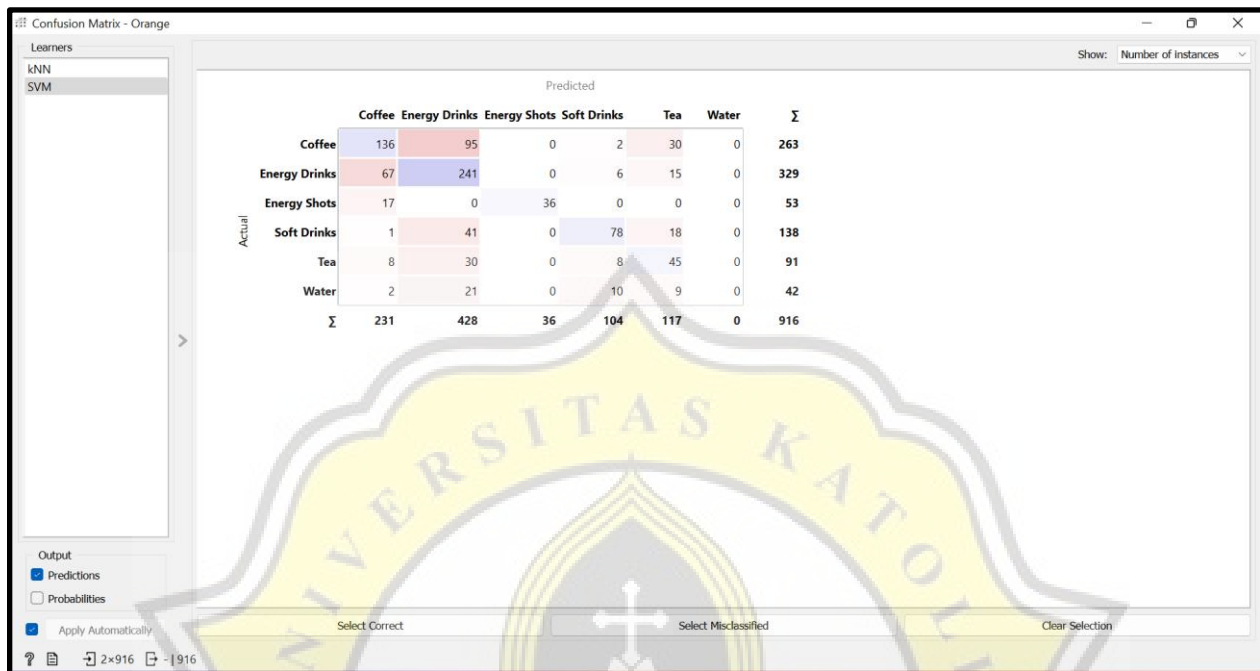 Confusion Matrix - Orange
Learners
kNN
SVM
Show: Number of instances
Predicted
Coffee Energy Drinks Energy Shots Soft Drinks Tea Water Σ
Coffee 136 95 0 2 30 0 263
Energy Drinks 67 241 0 6 15 0 329
Energy Shots 17 0 36 0 0 0 53
Actual
Soft Drinks 1 41 0 78 18 0 138
Tea 8 30 0 8 45 0 91
Water 2 21 0 10 9 0 42
Σ 231 428 36 104 117 0 916
>
UNIVERSITAS KATOLI
Output
Predictions
Probabilities
Apply Automatically
Select Correct Select Misclassified Clear Selection
? 2×916 - | 916